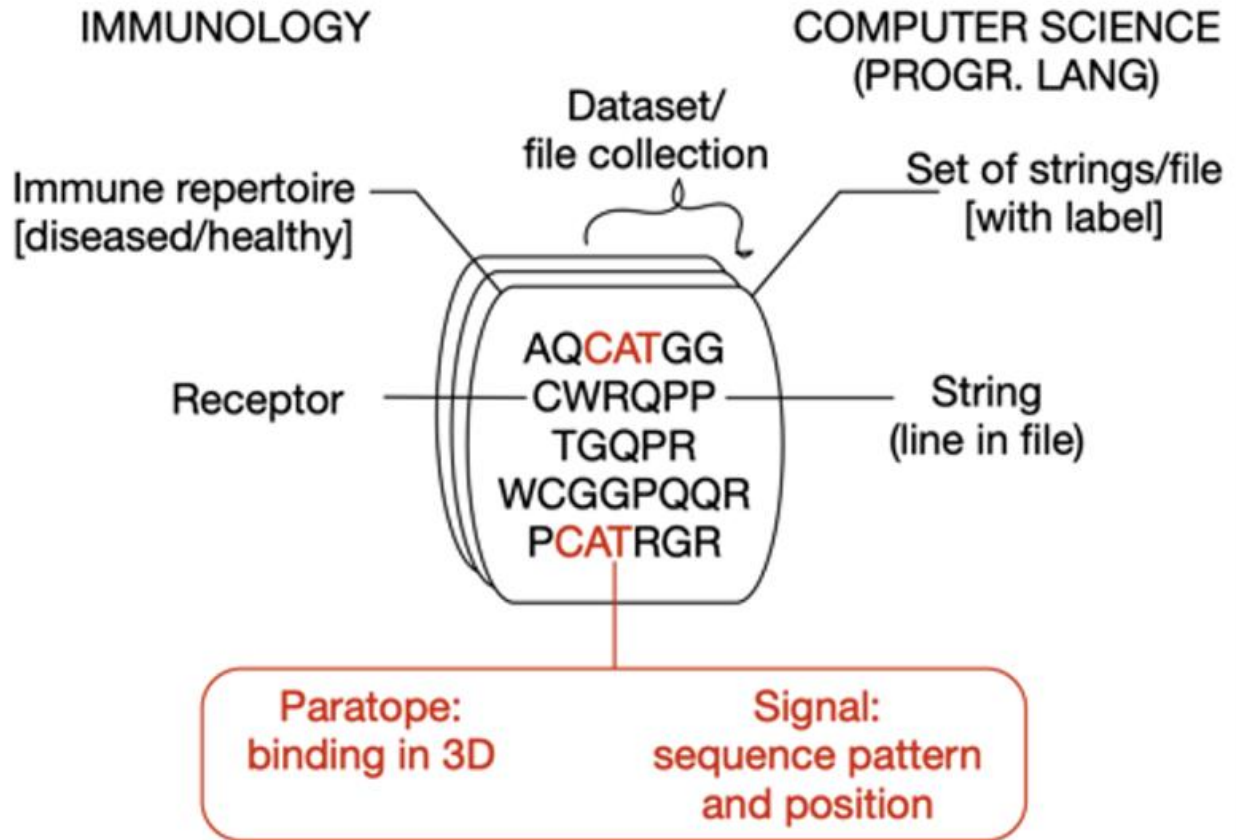 IMMUNOLOGY
COMPUTER SCIENCE
(PROGR. LANG)
Dataset/
file collection
Immune repertoire
[diseased/healthy]
Set of strings/file
[with label]
AQCATGG
Receptor
CWRQPP
String
(line in file)
TGQPR
WCGGPQQR
PCATRGR
Paratope:
binding in 3D
Signal:
sequence pattern
and position